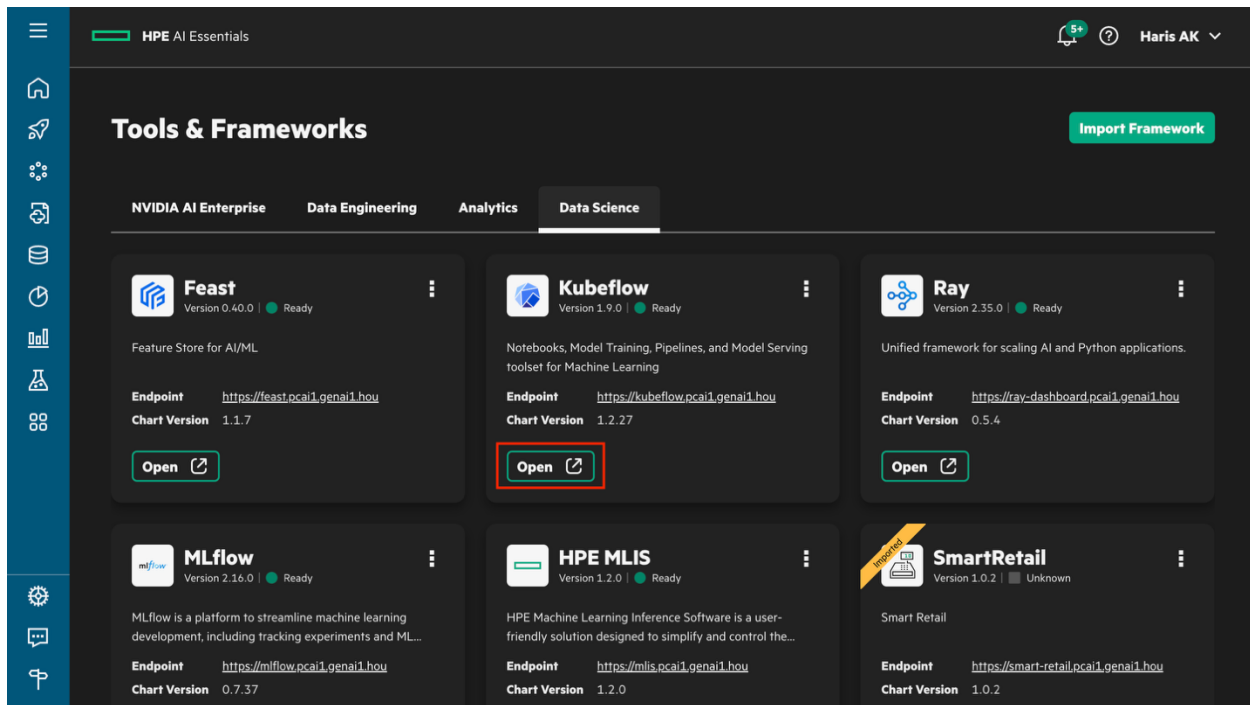 HPE AI Essentials
5+
Haris AK
Tools & Frameworks
Import Framework
NVIDIA AI Enterprise
Data Engineering
Analytics
Data Science
Feast
Version 0.40.0 | Ready
Feature Store for AI/ML
Endpoint https://feast.pcai1.genai1.hou
Chart Version 1.1.7
Open
Kubeflow
Version 1.9.0 | Ready
Notebooks, Model Training, Pipelines, and Model Serving
toolset for Machine Learning
Endpoint https://kubeflow.pcai1.genai1.hou
Chart Version 1.2.27
Open
Ray
Version 2.35.0 | Ready
Unified framework for scaling AI and Python applications.
Endpoint https://ray-dashboard.pcai1.genai1.hou
Chart Version 0.5.4
Open
mlflow
MLflow
Version 2.16.0 | Ready
MLflow is a platform to streamline machine learning
development, including tracking experiments and ML...
Endpoint https://mlflow.pcai1.genai1.hou
Chart Version 0.7.37
HPE MLIS
Version 1.2.0 | Ready
HPE Machine Learning Inference Software is a user-
friendly solution designed to simplify and control the...
Endpoint https://mlis.pcai1.genai1.hou
Chart Version 1.2.0
Imported
SmartRetail
Version 1.0.2 | Unknown
Smart Retail
Endpoint https://smart-retail.pcai1.genai1.hou
Chart Version 1.0.2